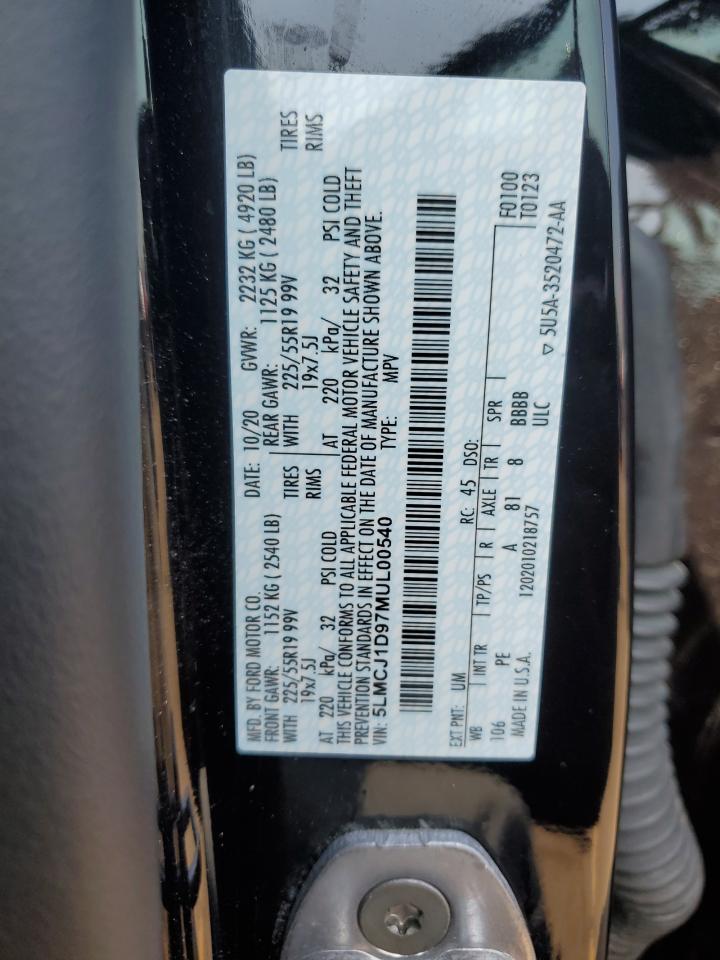 MFD. BY FORD MOTOR CO. DATE: 10/20 GVWR: 2232 KG ( 4920 LB)
FRONT GAWR: 1152 KG ( 2540 LB) REAR GAWR: 1125 KG ( 2480 LB)
WITH 225/55R19 99V TIRES WITH 225/55R19 99V TIRES
19x7.5J RIMS 19x7.5J RIMS
AT 220 kPa/ 32 PSI COLD AT 220 kPa/ 32 PSI COLD
THIS VEHICLE CONFORMS TO ALL APPLICABLE FEDERAL MOTOR VEHICLE SAFETY AND THEFT
PREVENTION STANDARDS IN EFFECT ON THE DATE OF MANUFACTURE SHOWN ABOVE.
VIN: 5LMCJ1D97MUL00540 TYPE: MPV
EXT PNT: UM RC: 45 DSO:
WB INT TR TP/PS R AXLE TR SPR F0100
106 PE A 81 8 BBBB T0123
MADE IN U.S.A. 1202010218757 ULC ▽ 5U5A-3520472-AA